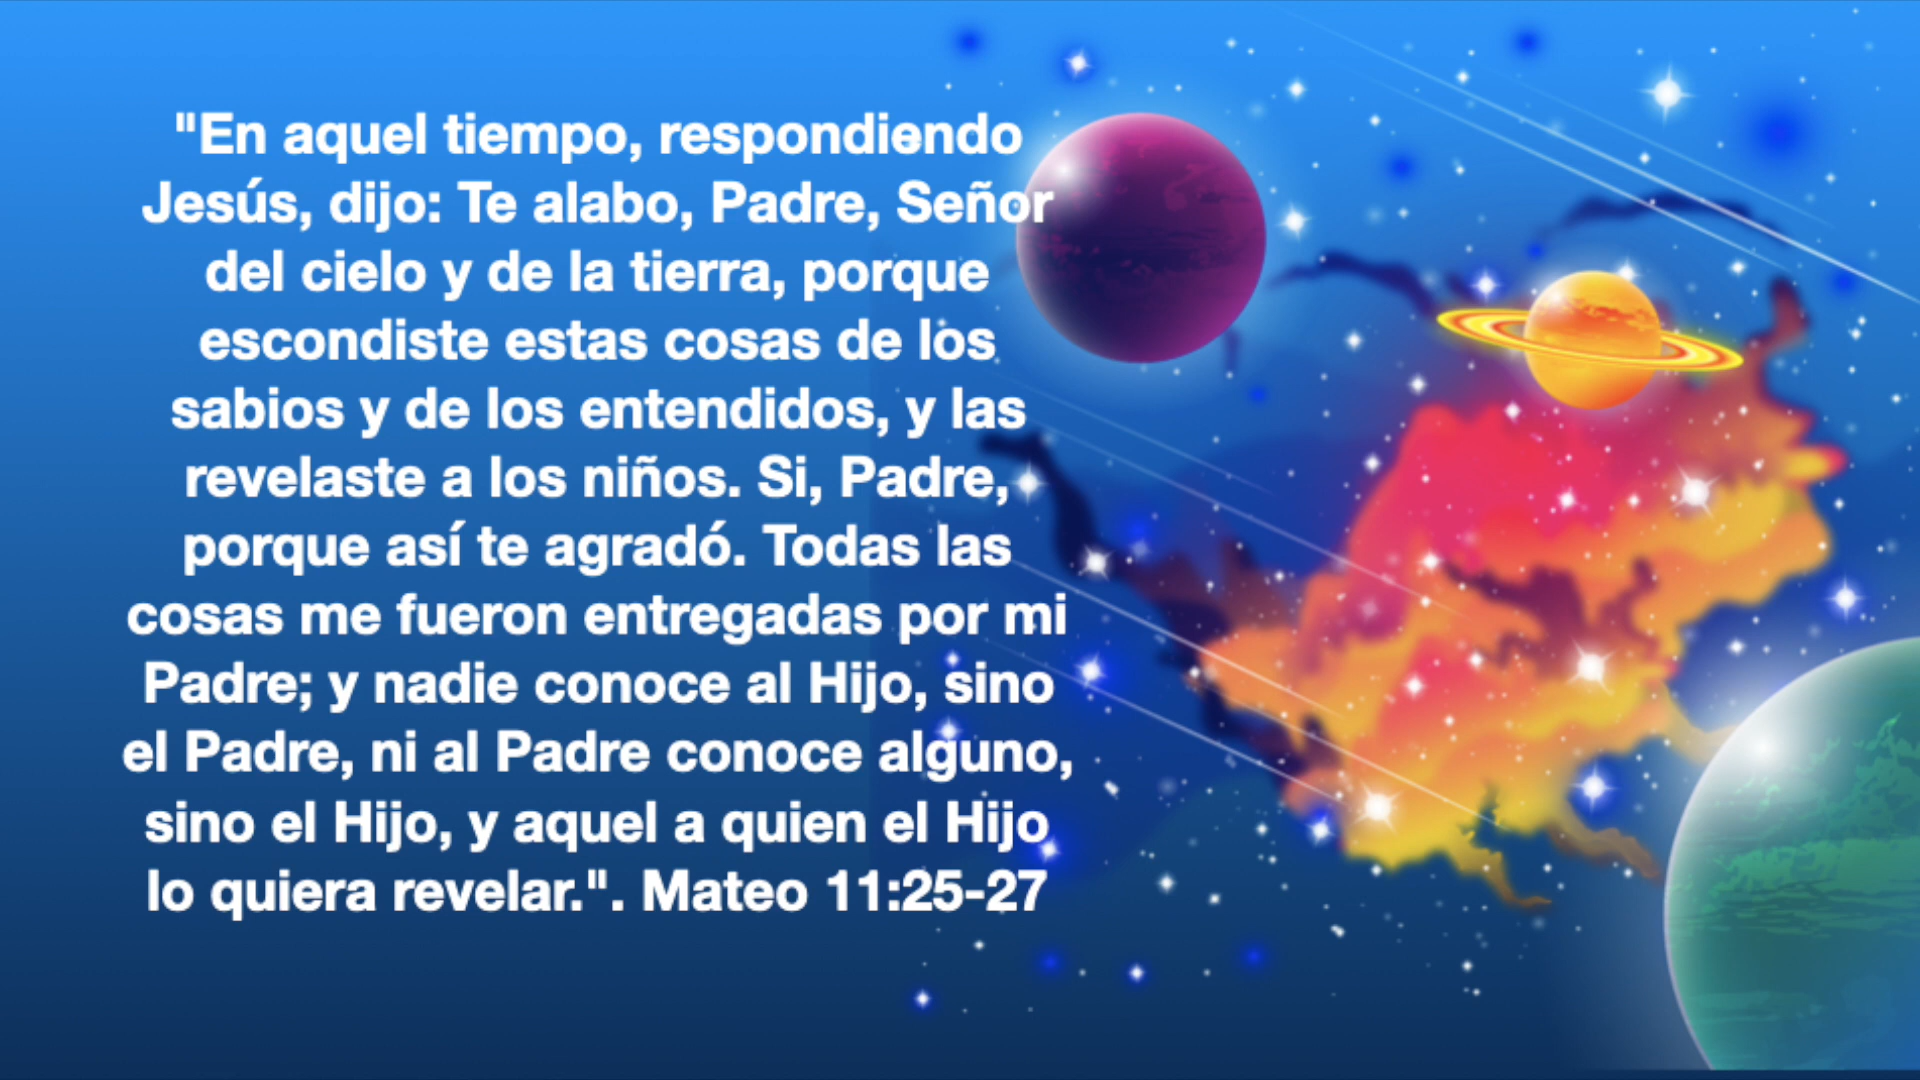 "En aquel tiempo, respondiendo
Jesús, dijo: Te alabo, Padre, Señor
del cielo y de la tierra, porque
escondiste estas cosas de los
sabios y de los entendidos, y las
revelaste a los niños. Si, Padre,
porque así te agradó. Todas las
cosas me fueron entregadas por mi
Padre; y nadie conoce al Hijo, sino
el Padre, ni al Padre conoce alguno,
sino el Hijo, y aquel a quien el Hijo
lo quiera revelar.". Mateo 11:25-27